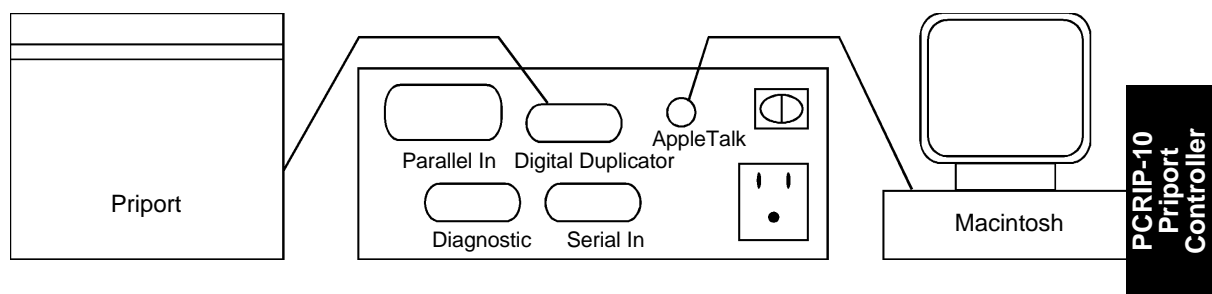 Priport
Parallel In
Digital Duplicator
AppleTalk
Diagnostic
Serial In
Macintosh
PCRIP-10
Priport
Controller